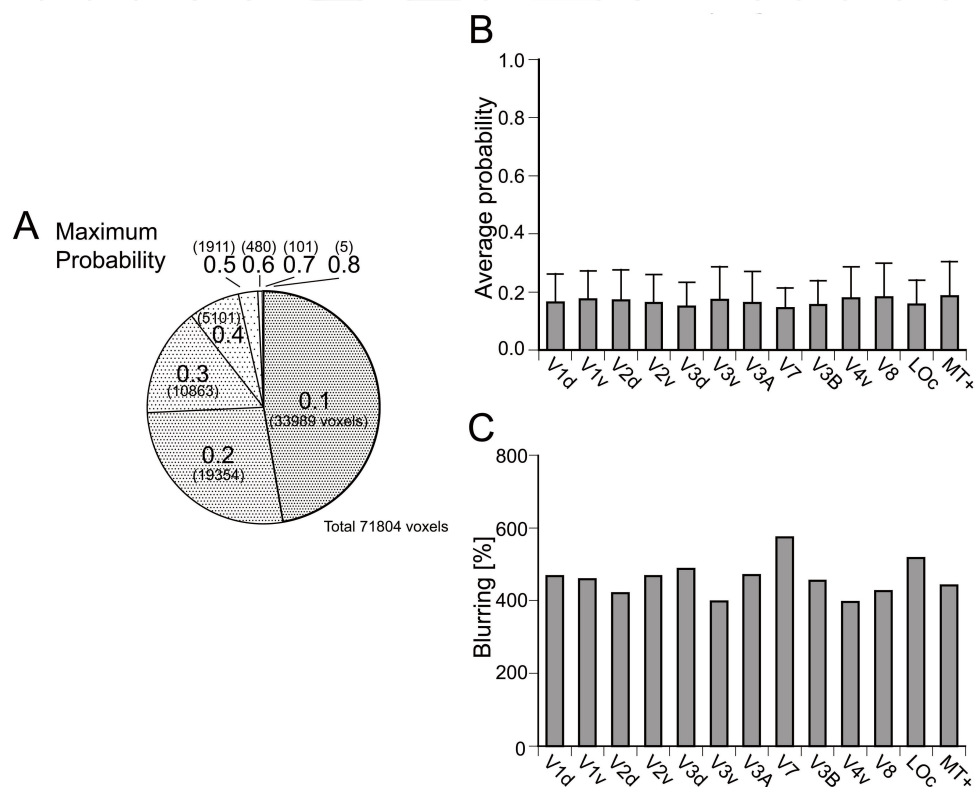 A
Maximum
Probability
(1911) (480) (101) (5)
0.5 0.6 0.7 0.8
(5101)
0.4
0.3
(10863)
0.1
(33989 voxels)
0.2
(19354)
Total 71804 voxels
B
Average probability
1.0
0.8
0.6
0.4
0.2
0.0
V1d V1v V2d V2v V3d V3v V3A V7 V3B V4v V8 LOc MT+
C
Blurring [%]
800
600
400
200
0
V1d V1v V2d V2v V3d V3v V3A V7 V3B V4v V8 LOc MT+